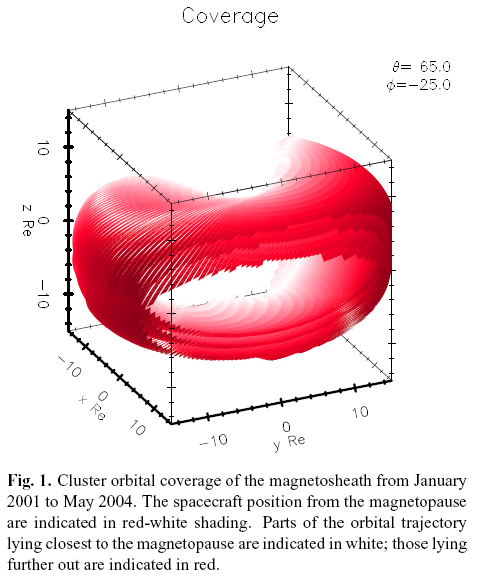 Coverage
θ= 65.0
ϕ=−25.0
10
0
−10
z Re
−10
0
10
x Re
−10
0
10
y Re
Fig. 1. Cluster orbital coverage of the magnetosheath from January
2001 to May 2004. The spacecraft position from the magnetopause
are indicated in red-white shading. Parts of the orbital trajectory
lying closest to the magnetopause are indicated in white; those lying
further out are indicated in red.